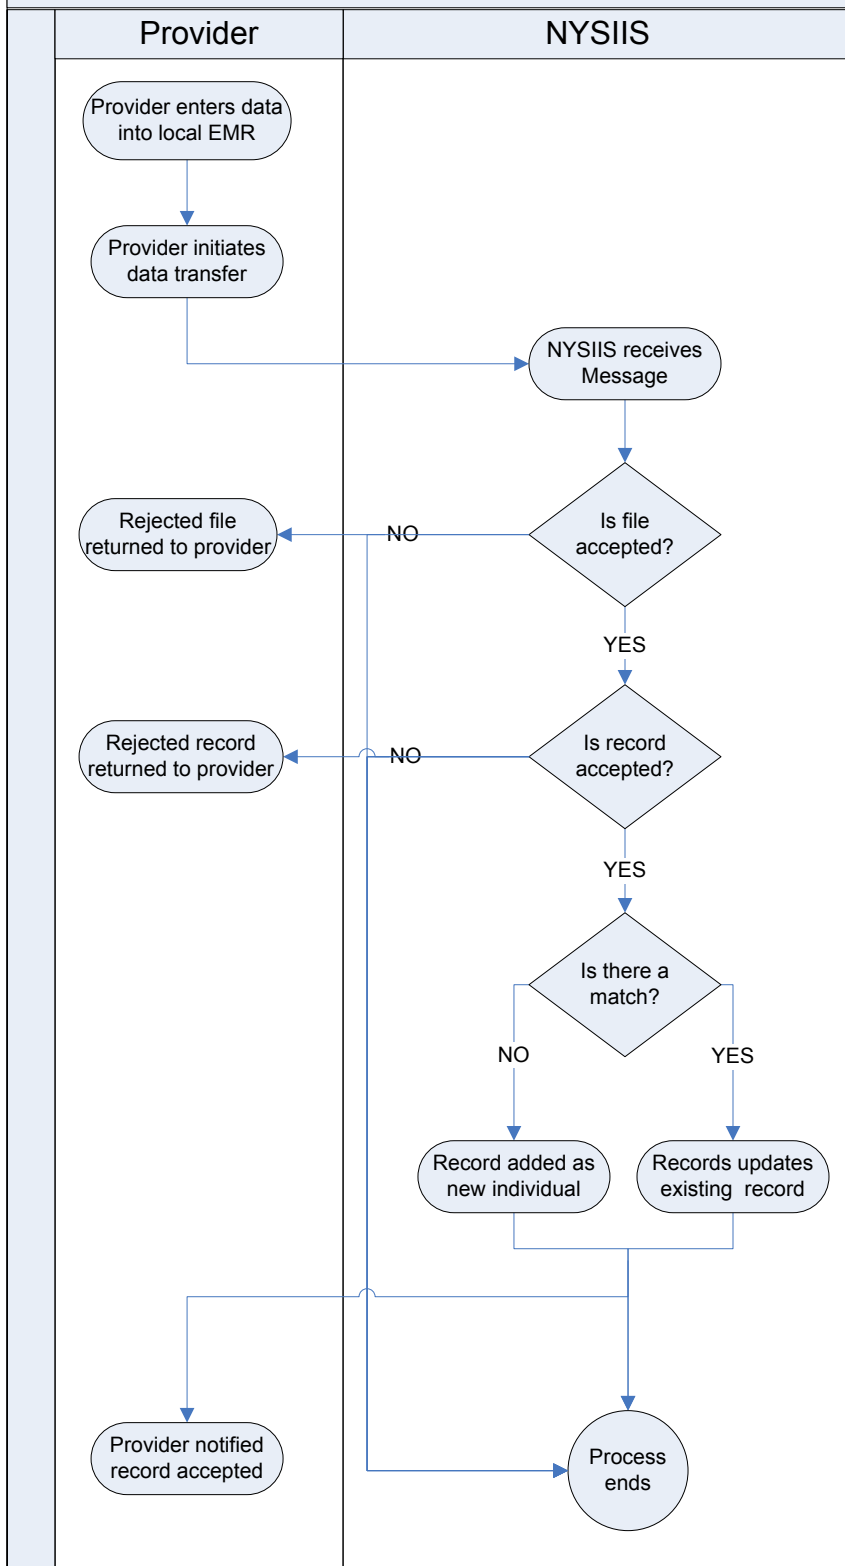 Provider
NYSIIS
Provider enters data
into local EMR
Provider initiates
data transfer
NYSIIS receives
Message
Is file
accepted?
NO
Rejected file
returned to provider
YES
Is record
accepted?
NO
Rejected record
returned to provider
YES
Is there a
match?
NO
YES
Record added as
new individual
Records updates
existing record
Provider notified
record accepted
Process
ends